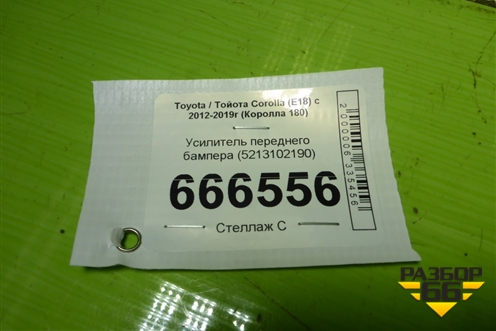 Toyota / Тойота Corolla (E18) с
2012-2019г (Королла 180)
Усилитель переднего
бампера (5213102190)
666556
Стеллаж С
2000006335456
РАЗБОР
66